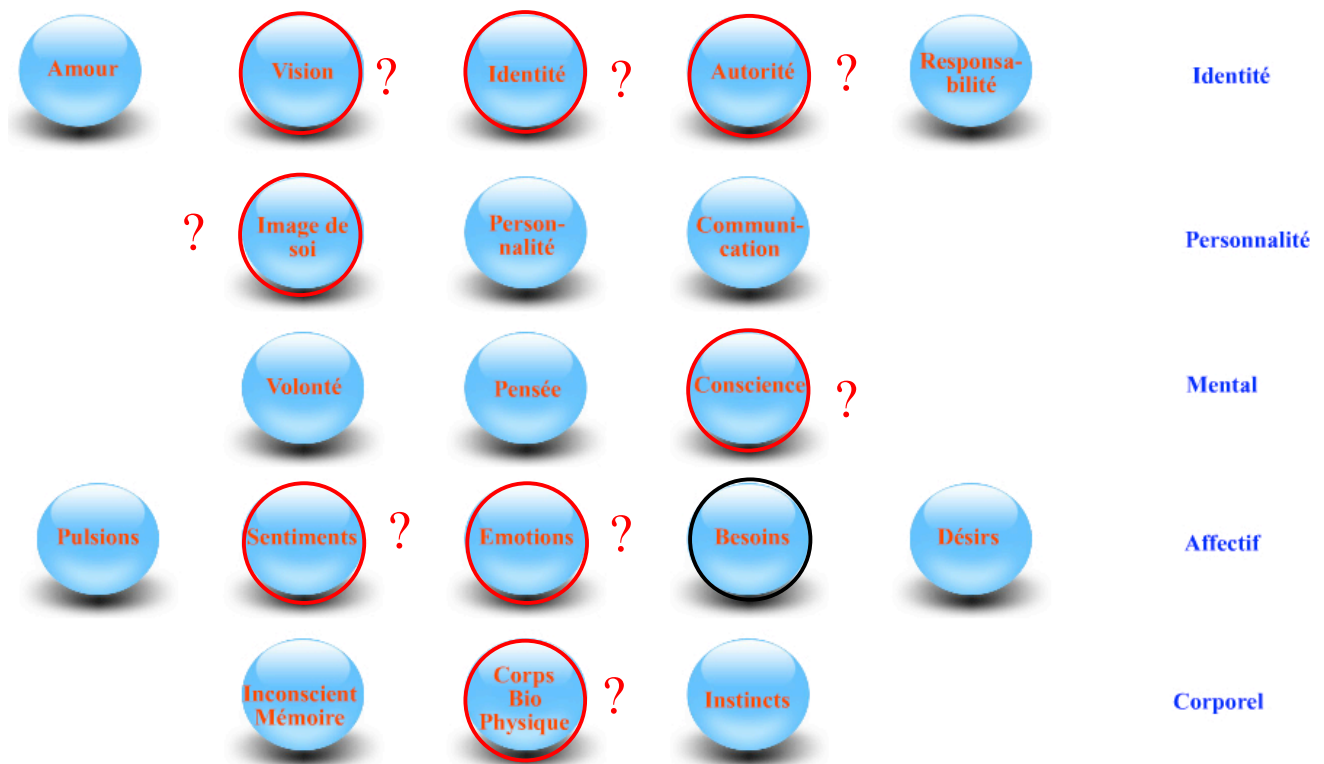 Amour
Vision
?
Identité
?
Autorité
?
Responsa-
bilité
Identité
?
Image de
soi
Person-
nalité
Communi-
cation
Personnalité
Volonté
Pensée
Conscience
?
Mental
Pulsions
Sentiments
?
Emotions
?
Besoins
Désirs
Affectif
Inconscient
Mémoire
Corps
Bio
Physique
?
Instincts
Corporel